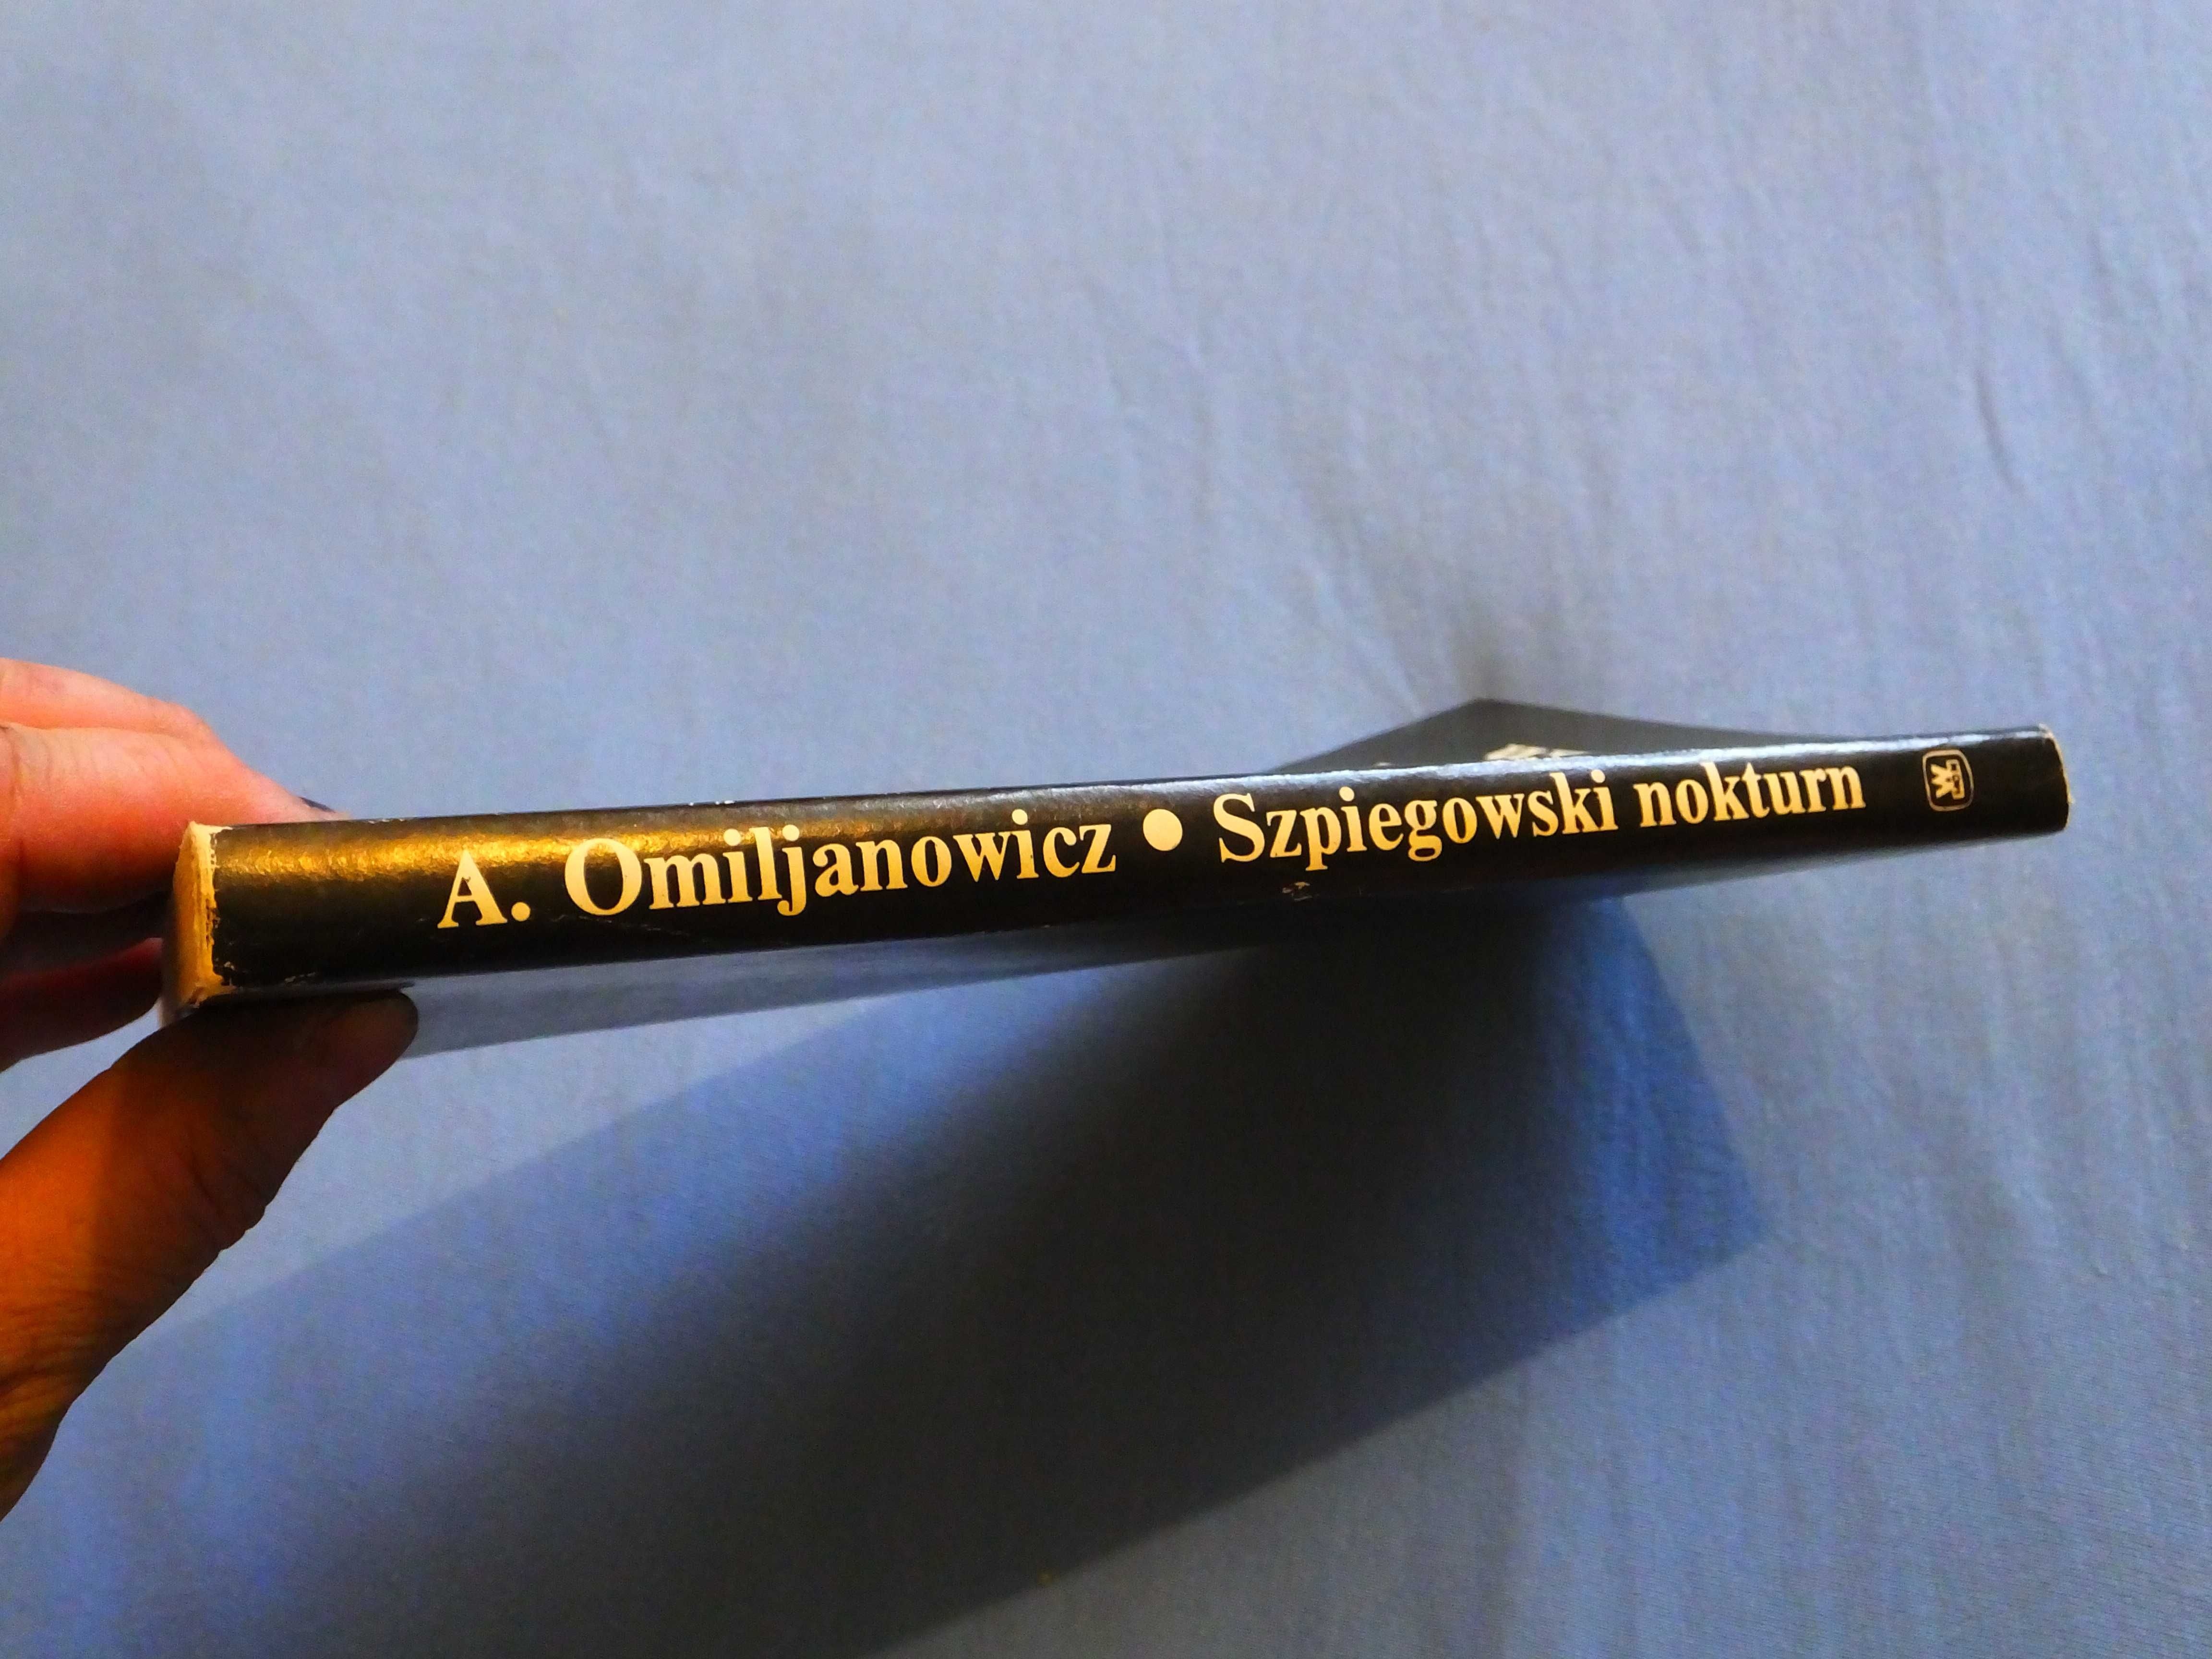 A. Omiljanowicz • Szpiegowski nokturn